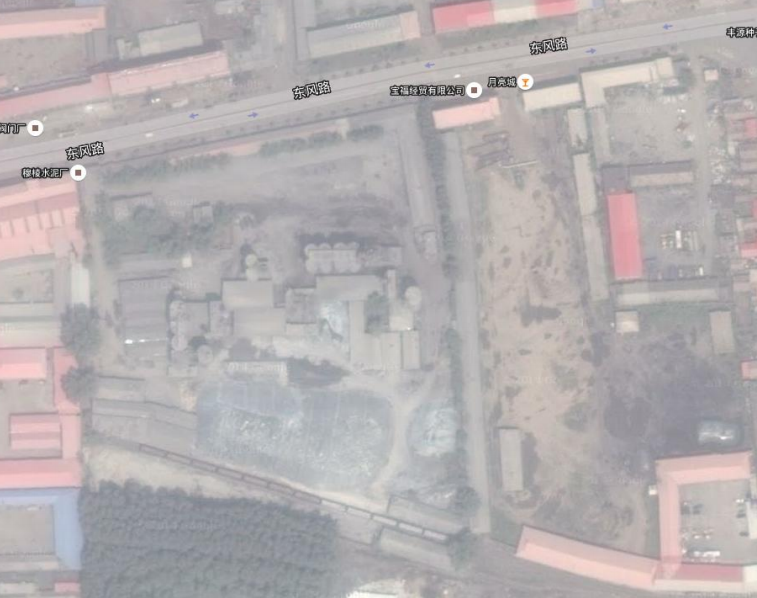 丰源种
东风路
月亮城
宝福经贸有限公司
东风路
阀门厂
东风路
穆棱水泥厂